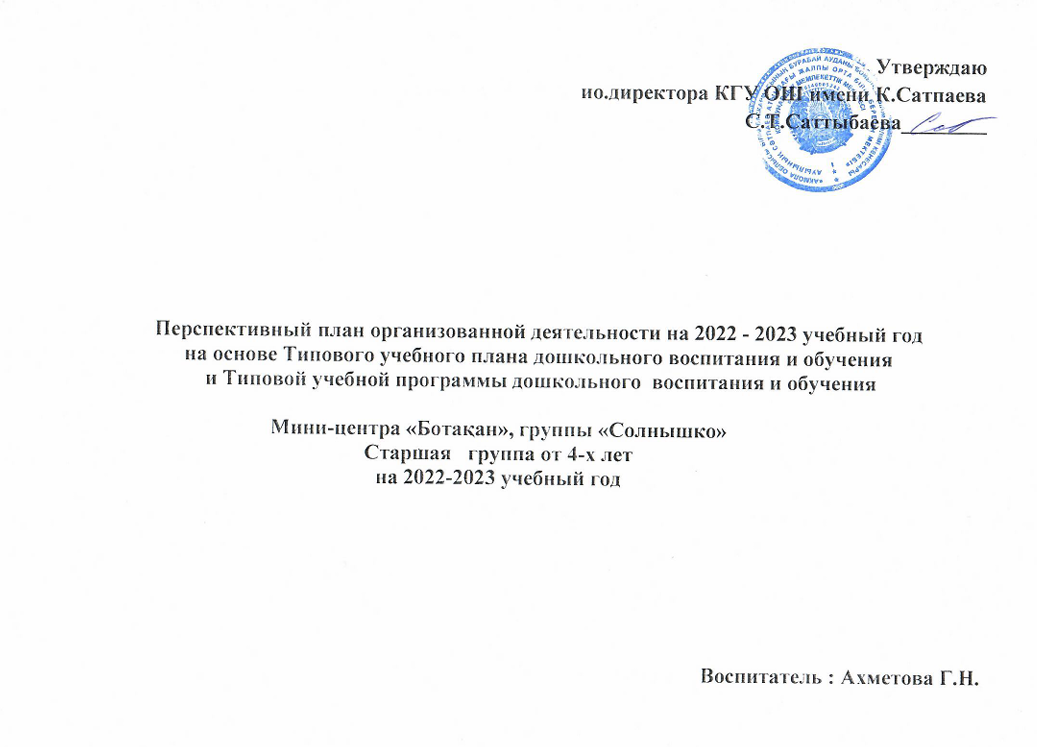 Утверждаю
ио.директора КГУ ОШ имени К.Сатпаева
С.Т.Саттыбаева________
Перспективный план организованной деятельности на 2022 - 2023 учебный год
на основе Типового учебного плана дошкольного воспитания и обучения
и Типовой учебной программы дошкольного воспитания и обучения
Мини-центра «Ботақан», группы «Солнышко»
Старшая группа от 4-х лет
на 2022-2023 учебный год
Воспитатель : Ахметова Г.Н.